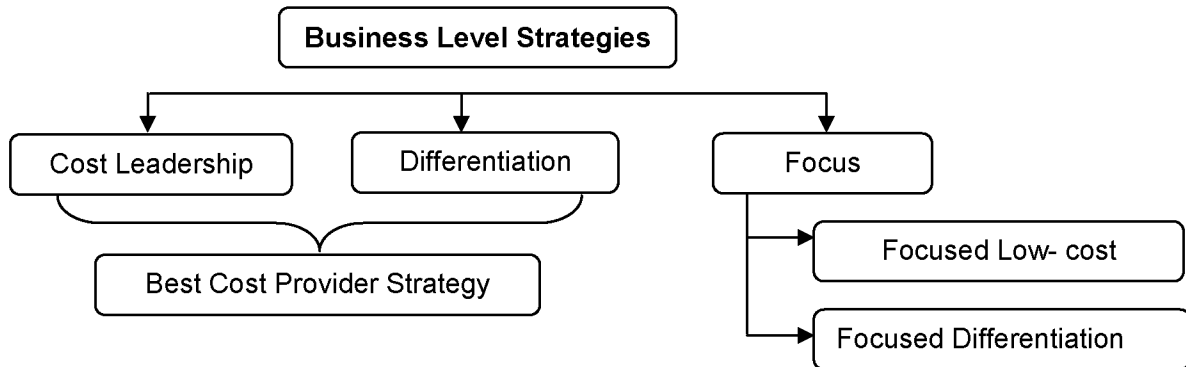 Business Level Strategies
Cost Leadership
Differentiation
Focus
Best Cost Provider Strategy
Focused Low- cost
Focused Differentiation